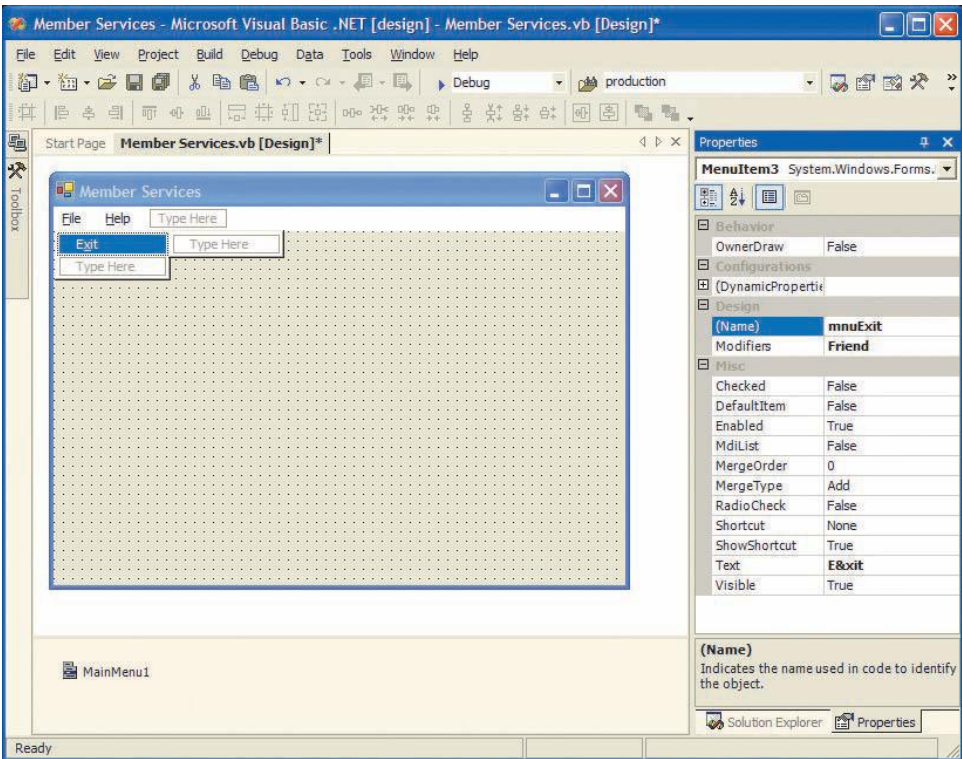 Member Services - Microsoft Visual Basic .NET [design] - Member Services.vb [Design]*
File Edit View Project Build Debug Data Tools Window Help
Debug production
Start Page Member Services.vb [Design]*
Toolbox
Member Services
File Help Type Here
Exit Type Here
Type Here
MainMenu1
Properties
MenuItem3 System.Windows.Forms.
Behavior
OwnerDraw False
Configurations
(DynamicPropertie
Design
(Name) mnuExit
Modifiers Friend
Misc
Checked False
DefaultItem False
Enabled True
MdiList False
MergeOrder 0
MergeType Add
RadioCheck False
Shortcut None
ShowShortcut True
Text E&xit
Visible True
(Name)
Indicates the name used in code to identify
the object.
Solution Explorer Properties
Ready